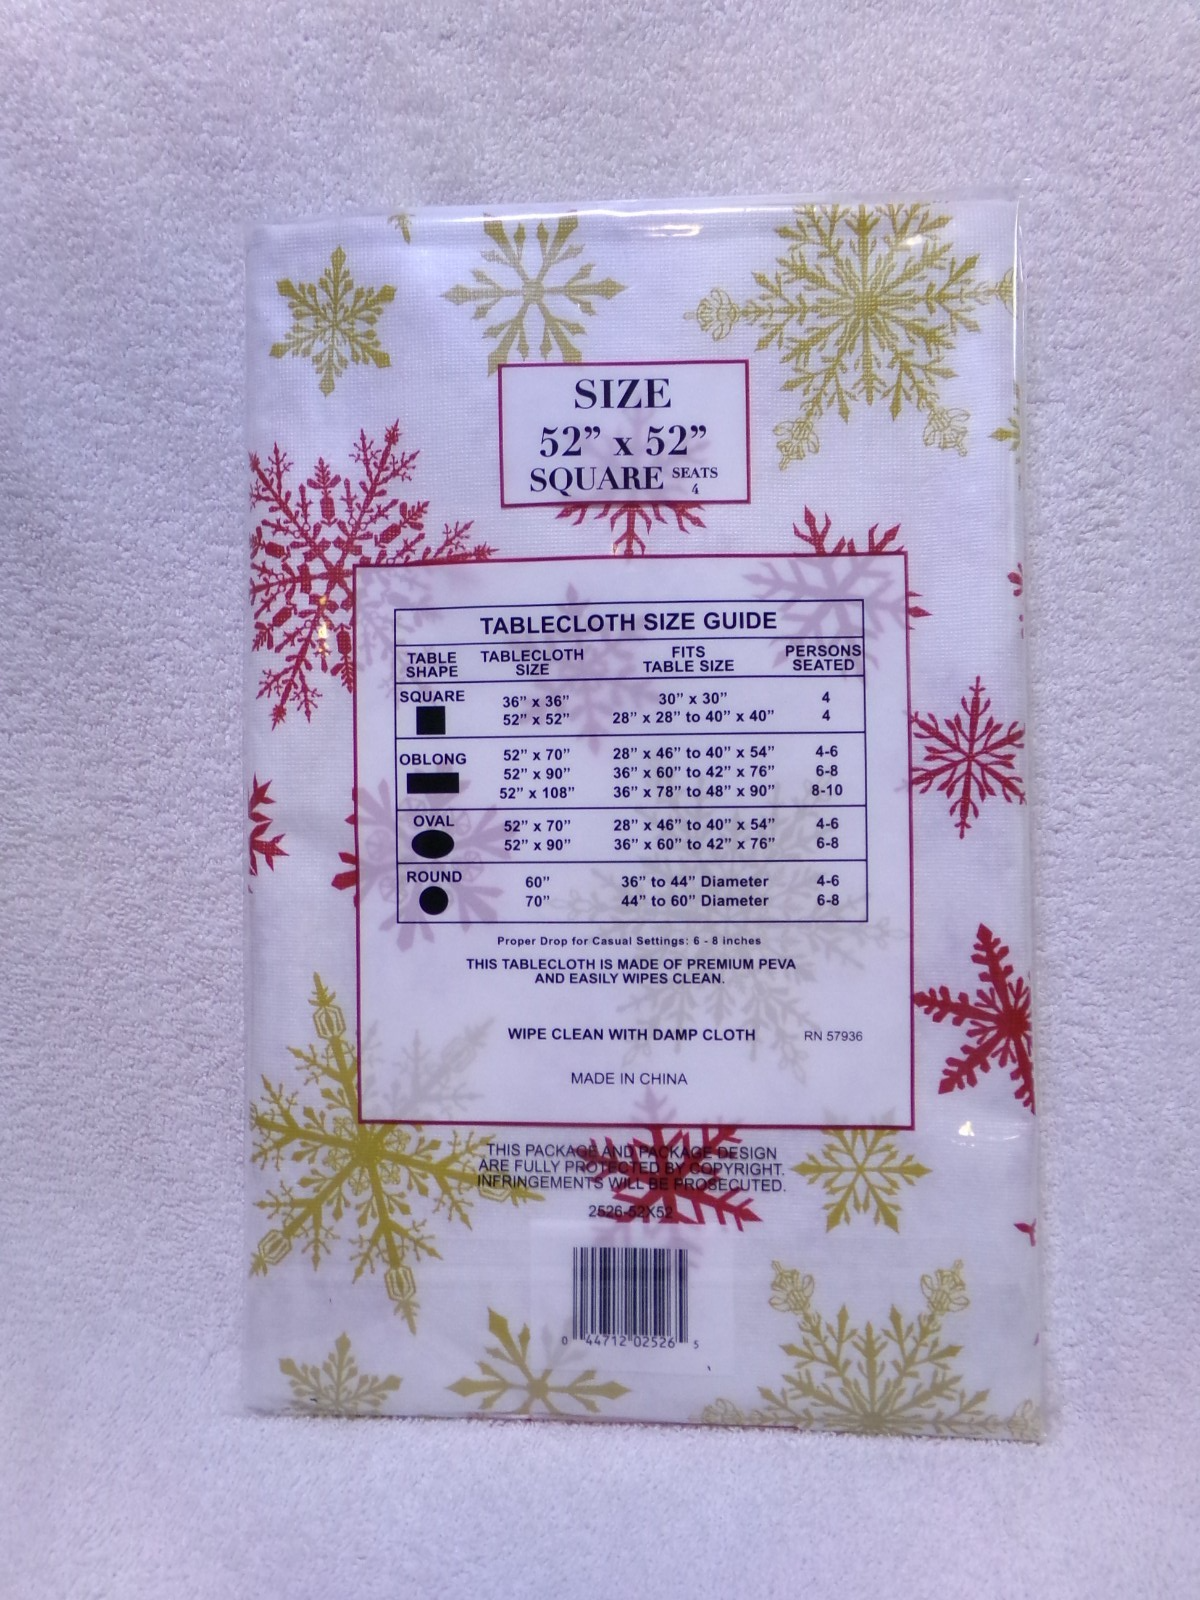 SIZE
52” x 52”
SQUARE SEATS 4
TABLECLOTH SIZE GUIDE
TABLE SHAPE TABLECLOTH SIZE FITS TABLE SIZE PERSONS SEATED
SQUARE
36” x 36” 30” x 30” 4
52” x 52” 28” x 28” to 40” x 40” 4
OBLONG
52” x 70” 28” x 46” to 40” x 54” 4-6
52” x 90” 36” x 60” to 42” x 76” 6-8
52” x 108” 36” x 78” to 48” x 90” 8-10
OVAL
52” x 70” 28” x 46” to 40” x 54” 4-6
52” x 90” 36” x 60” to 42” x 76” 6-8
ROUND
60” 36” to 44” Diameter 4-6
70” 44” to 60” Diameter 6-8
Proper Drop for Casual Settings: 6 - 8 inches
THIS TABLECLOTH IS MADE OF PREMIUM PEVA
AND EASILY WIPES CLEAN.
WIPE CLEAN WITH DAMP CLOTH RN 57936
MADE IN CHINA
THIS PACKAGE AND PACKAGE DESIGN
ARE FULLY PROTECTED BY COPYRIGHT.
INFRINGEMENTS WILL BE PROSECUTED.
2526-52X52
0 44712 02526 5